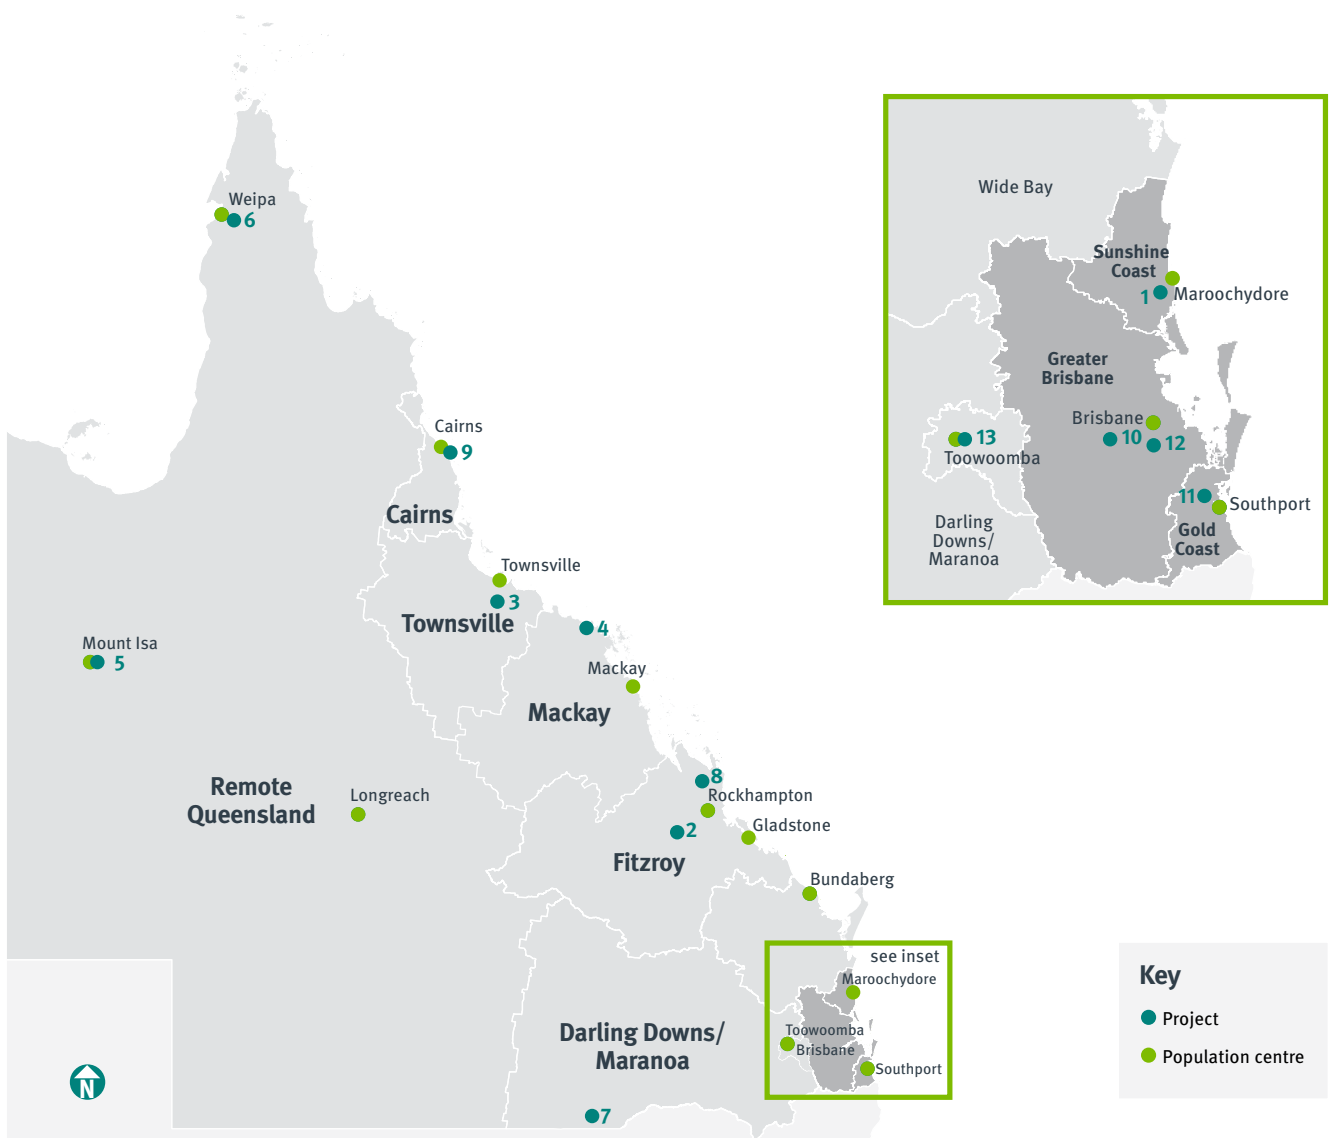 Weipa
6
Cairns
9
Cairns
Townsville
3
Townsville
4
Mount Isa
5
Mackay
Mackay
Remote
Queensland
Longreach
8
Rockhampton
2
Gladstone
Fitzroy
Bundaberg
see inset
Maroochydore
Toowoomba
Brisbane
Southport
Darling Downs/
Maranoa
7
N
Wide Bay
Sunshine
Coast
1
Maroochydore
Greater
Brisbane
Brisbane
10
12
13
Toowoomba
11
Southport
Gold
Coast
Darling
Downs/
Maranoa
Key
Project
Population centre